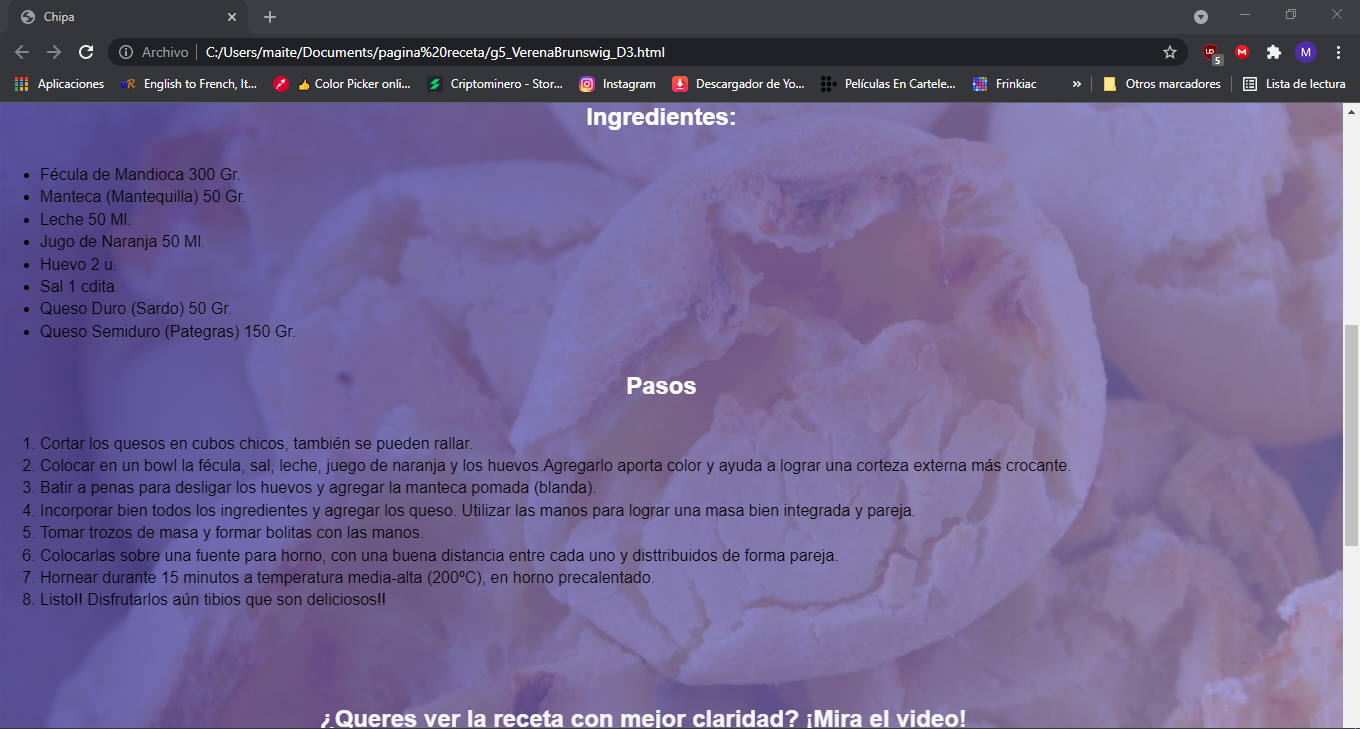 Chipa
Archivo
C:/Users/maite/Documents/pagina%20receta/g5_VerenaBrunswig_D3.html
M
5
M
Aplicaciones
English to French, It...
Color Picker onli...
Criptominero - Stor...
Instagram
Descargador de Yo...
Películas En Cartele...
Frinkiac
»
Otros marcadores
Lista de lectura
Ingredientes:
Fécula de Mandioca 300 Gr.
Manteca (Mantequilla) 50 Gr.
Leche 50 Ml.
Jugo de Naranja 50 Ml.
Huevo 2 u.
Sal 1 cdita.
Queso Duro (Sardo) 50 Gr.
Queso Semiduro (Pategras) 150 Gr.
Pasos
1. Cortar los quesos en cubos chicos, también se pueden rallar.
2. Colocar en un bowl la fécula, sal, leche, juego de naranja y los huevos.Agregarlo aporta color y ayuda a lograr una corteza externa más crocante.
3. Batir a penas para desligar los huevos y agregar la manteca pomada (blanda).
4. Incorporar bien todos los ingredientes y agregar los queso. Utilizar las manos para lograr una masa bien integrada y pareja.
5. Tomar trozos de masa y formar bolitas con las manos.
6. Colocarlas sobre una fuente para horno, con una buena distancia entre cada uno y disttribuidos de forma pareja.
7. Hornear durante 15 minutos a temperatura media-alta (200ºC), en horno precalentado.
8. Listo!! Disfrutarlos aún tibios que son deliciosos!!
¿Queres ver la receta con mejor claridad? ¡Mira el video!